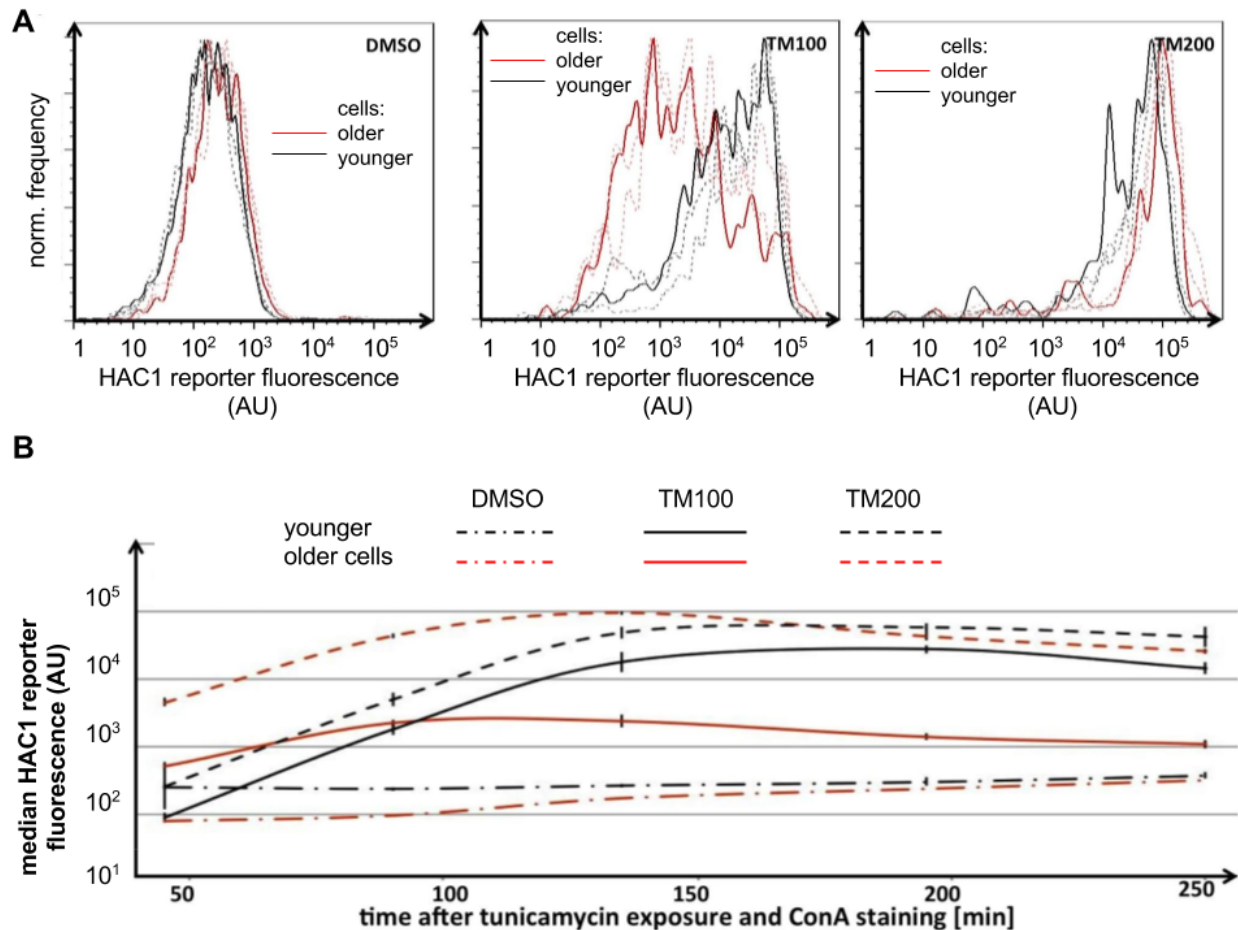 A
DMSO
cells:
older
younger
cells:
older
younger
TM100
cells:
older
younger
TM200
norm. frequency
1 10 10² 10³ 10⁴ 10⁵
1 10 10² 10³ 10⁴ 10⁵
1 10 10² 10³ 10⁴ 10⁵
HAC1 reporter fluorescence
(AU)
HAC1 reporter fluorescence
(AU)
HAC1 reporter fluorescence
(AU)
B
DMSO TM100 TM200
younger
older cells
median HAC1 reporter
fluorescence (AU)
10⁵
10⁴
10³
10²
10¹
50 100 150 200 250
time after tunicamycin exposure and ConA staining [min]